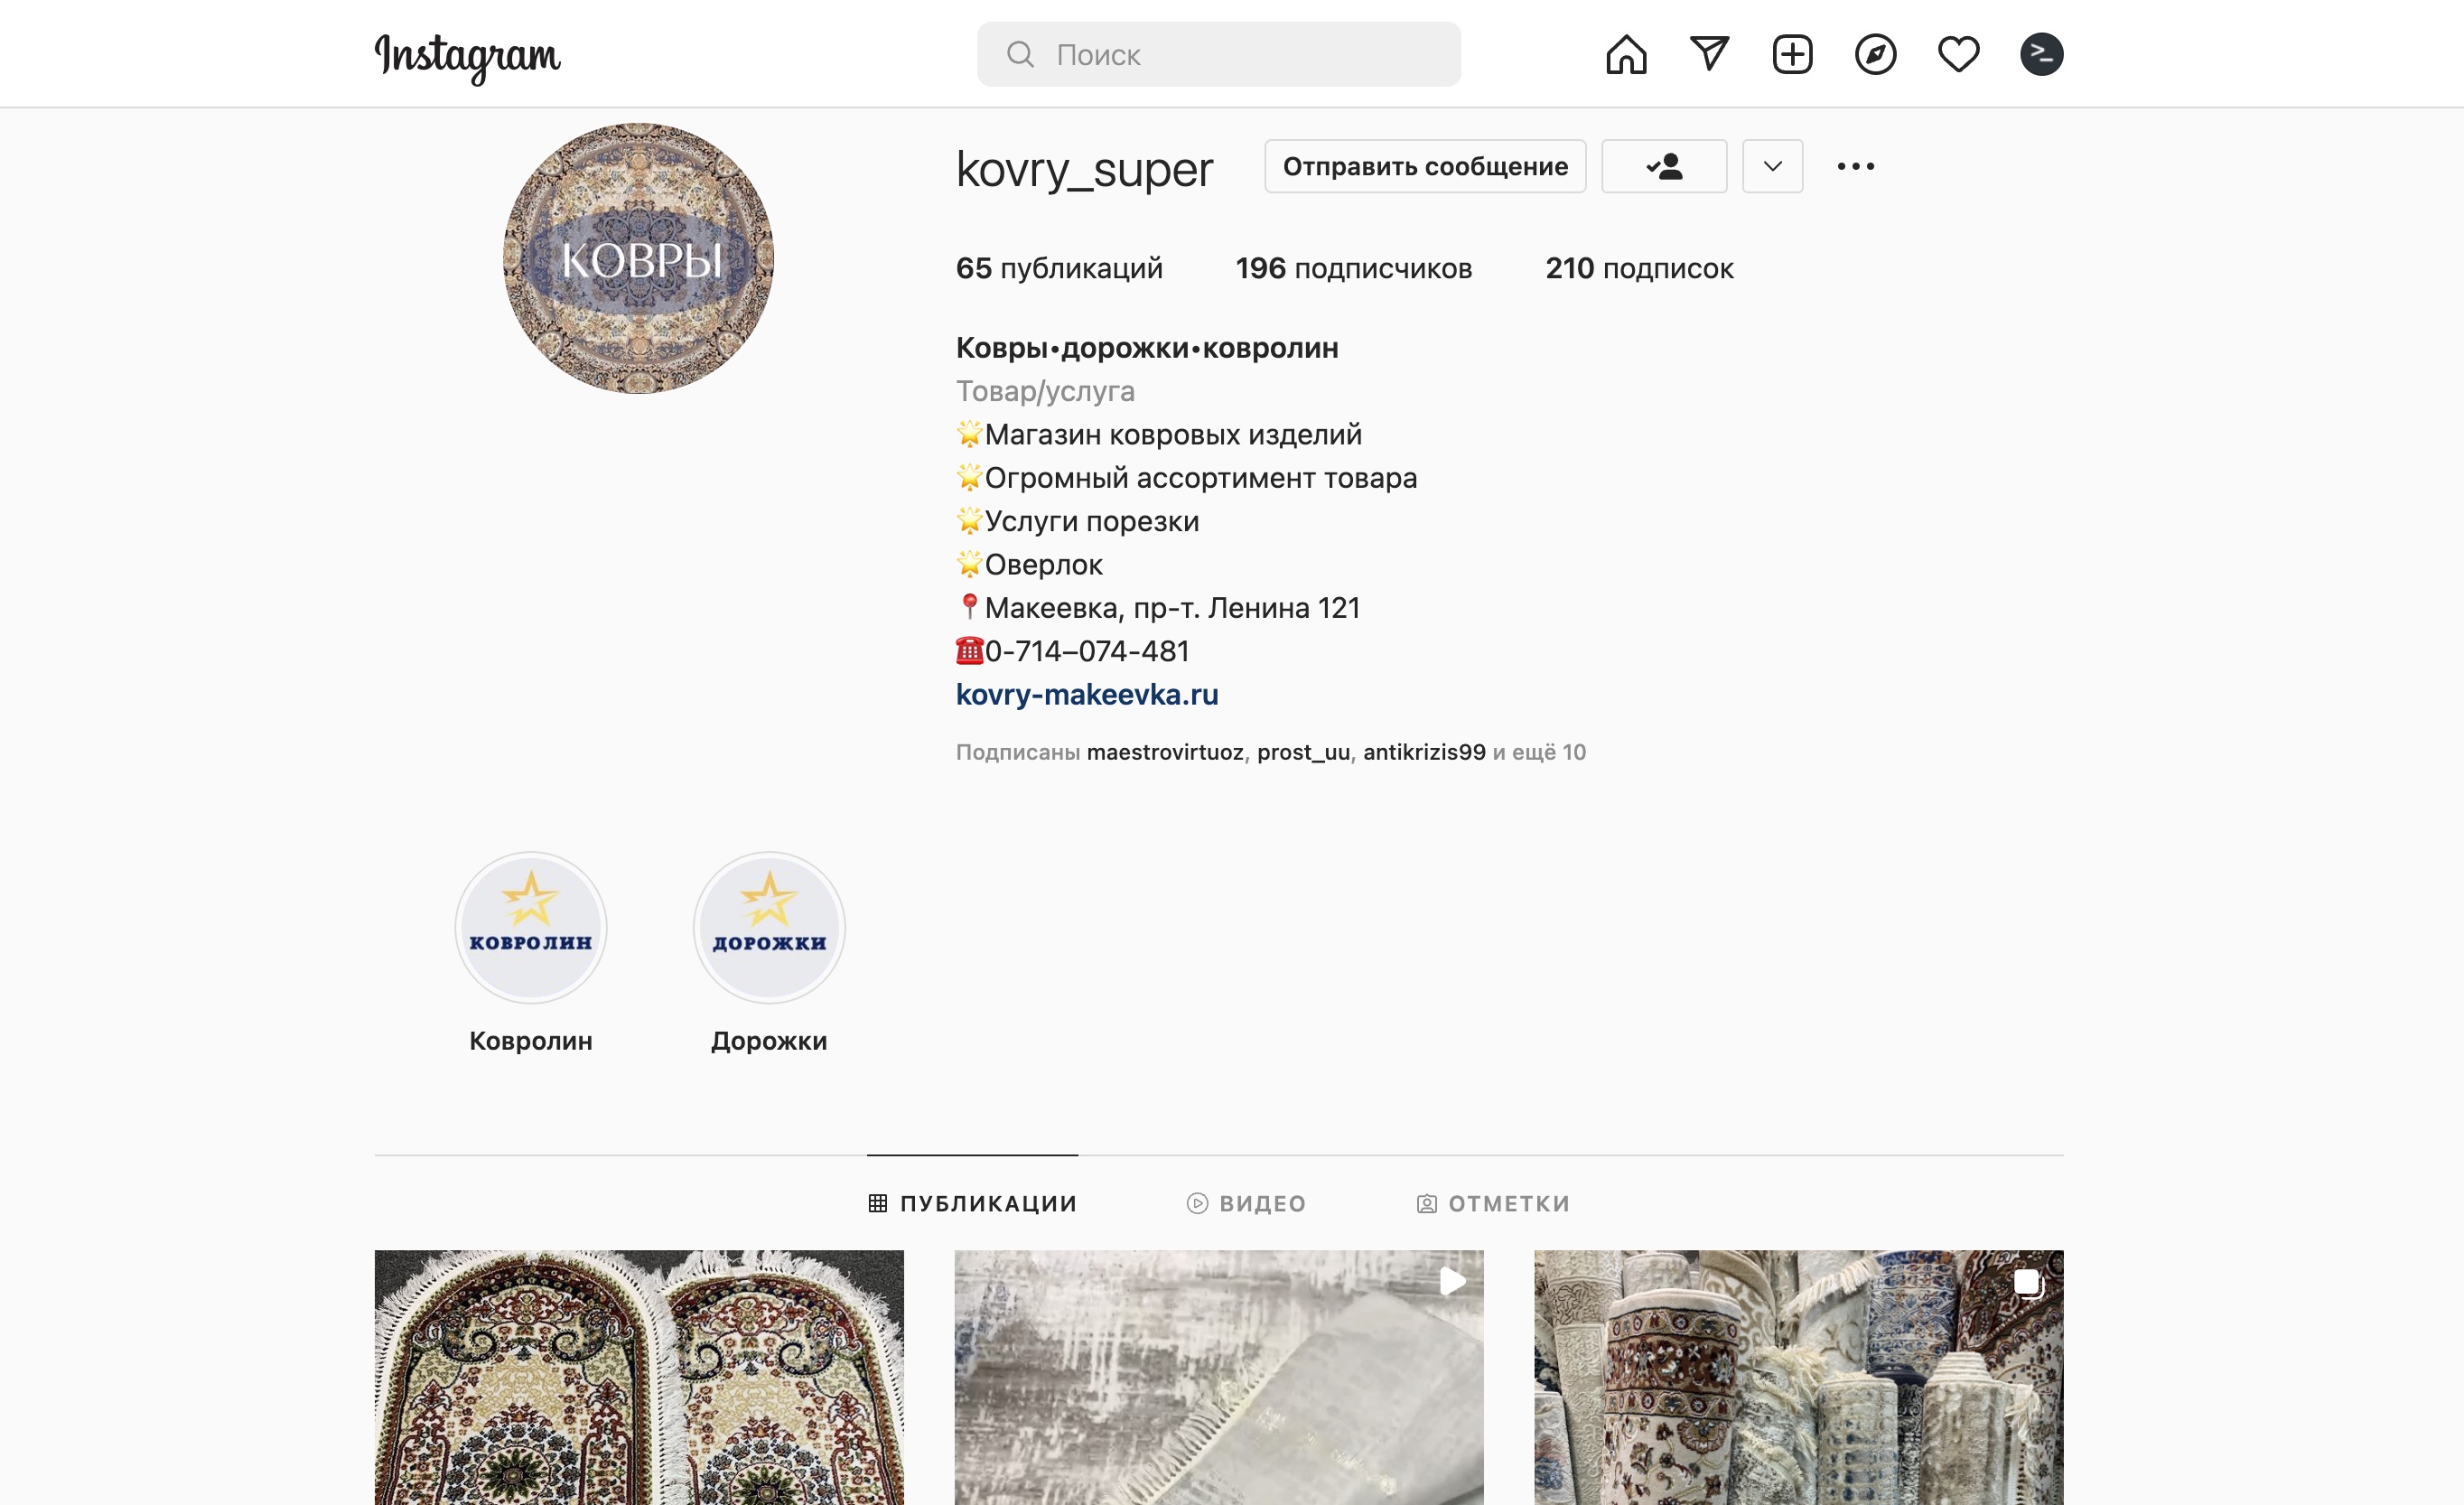 Instagram
Поиск
kovry_super
Отправить сообщение
65 публикаций 196 подписчиков 210 подписок
КОВРЫ
Ковры•дорожки•ковролин
Товар/услуга
🌟Магазин ковровых изделий
🌟Огромный ассортимент товара
🌟Услуги порезки
🌟Оверлок
📍Макеевка, пр-т. Ленина 121
☎️0-714–074-481
kovry-makeevka.ru
Подписаны maestrovirtuoz, prost_uu, antikrizis99 и ещё 10
КОВРОЛИН ДОРОЖКИ
Ковролин Дорожки
ПУБЛИКАЦИИ ВИДЕО ОТМЕТКИ